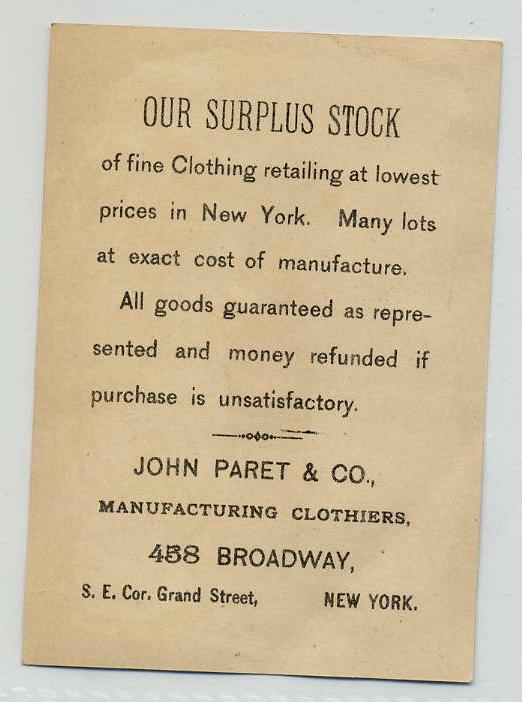 OUR SURPLUS STOCK
of fine Clothing retailing at lowest
prices in New York. Many lots
at exact cost of manufacture.
All goods guaranteed as repre-
sented and money refunded if
purchase is unsatisfactory.
JOHN PARET & CO.,
MANUFACTURING CLOTHIERS,
458 BROADWAY,
S. E. Cor. Grand Street, NEW YORK.